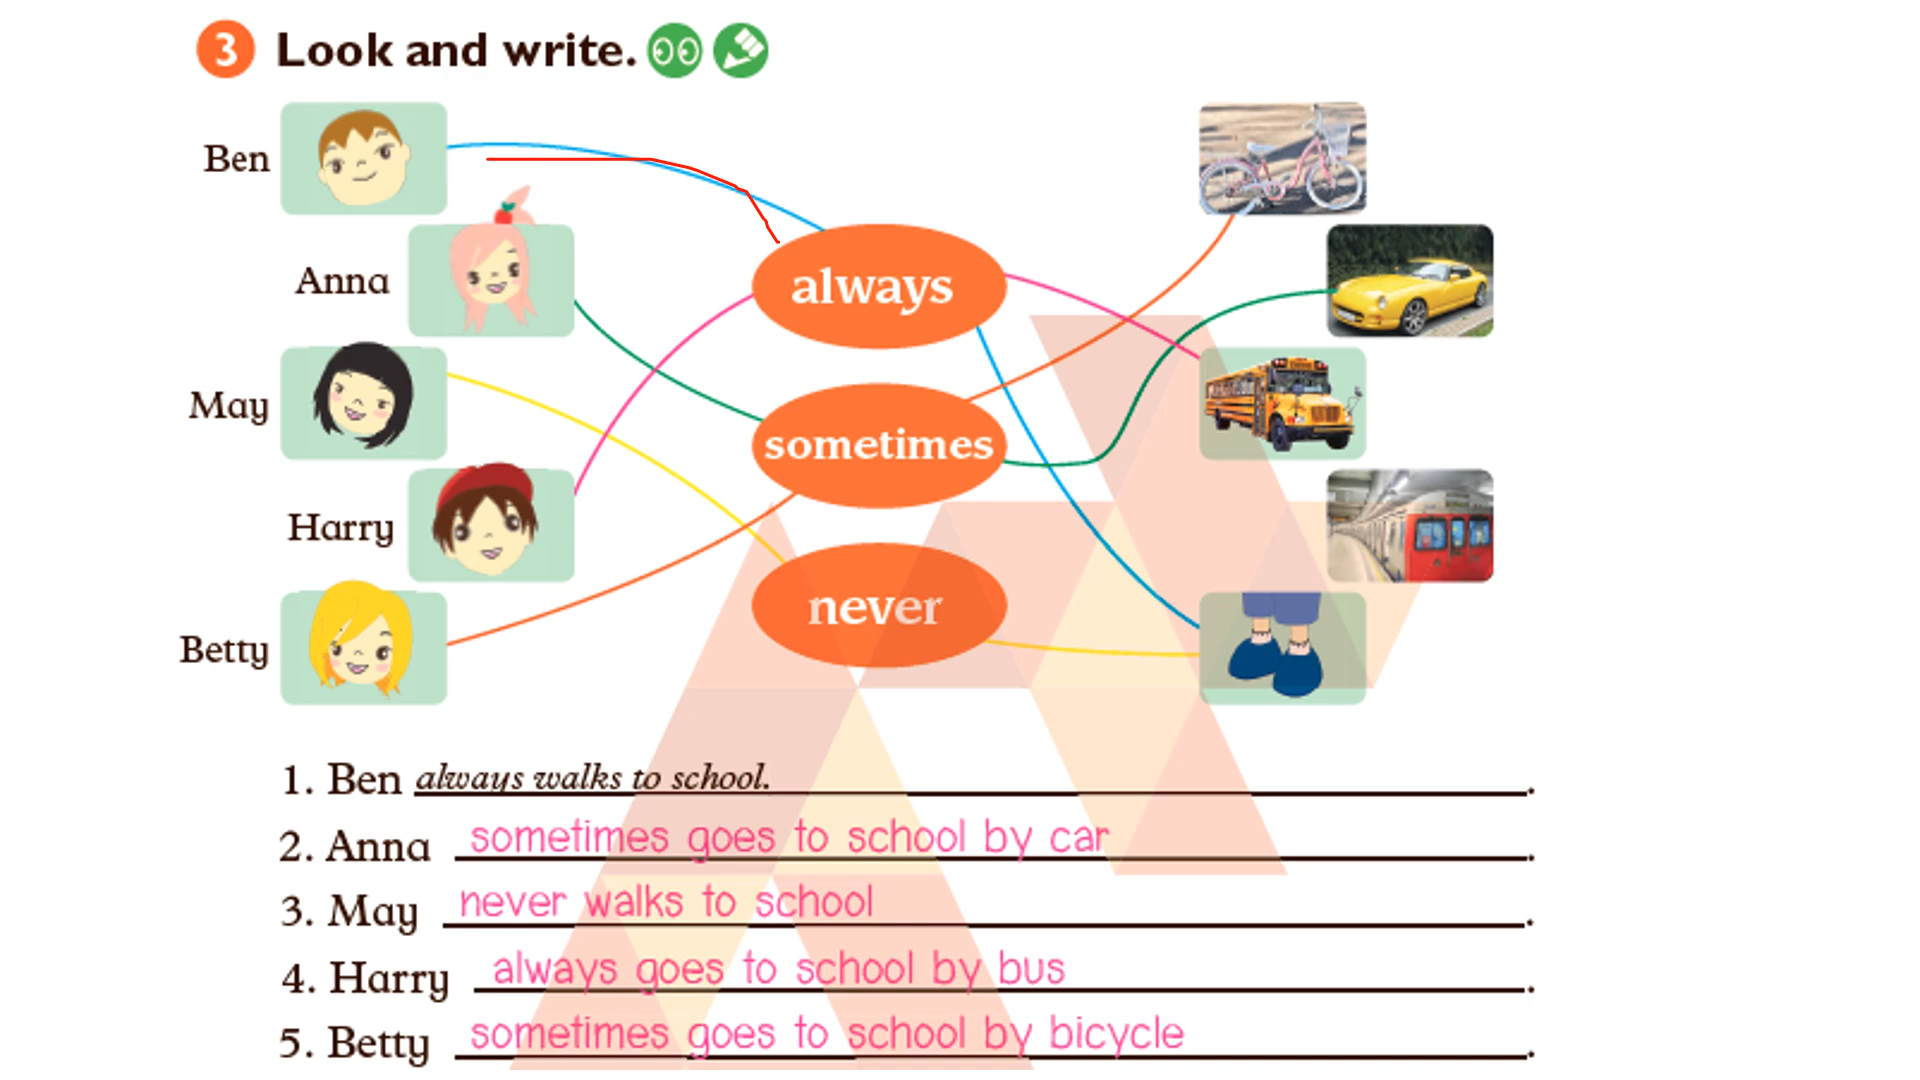 3 Look and write.
Ben
Anna
May
Harry
Betty
always
sometimes
never
1. Ben always walks to school. .
2. Anna sometimes goes to school by car .
3. May never walks to school .
4. Harry always goes to school by bus .
5. Betty sometimes goes to school by bicycle .